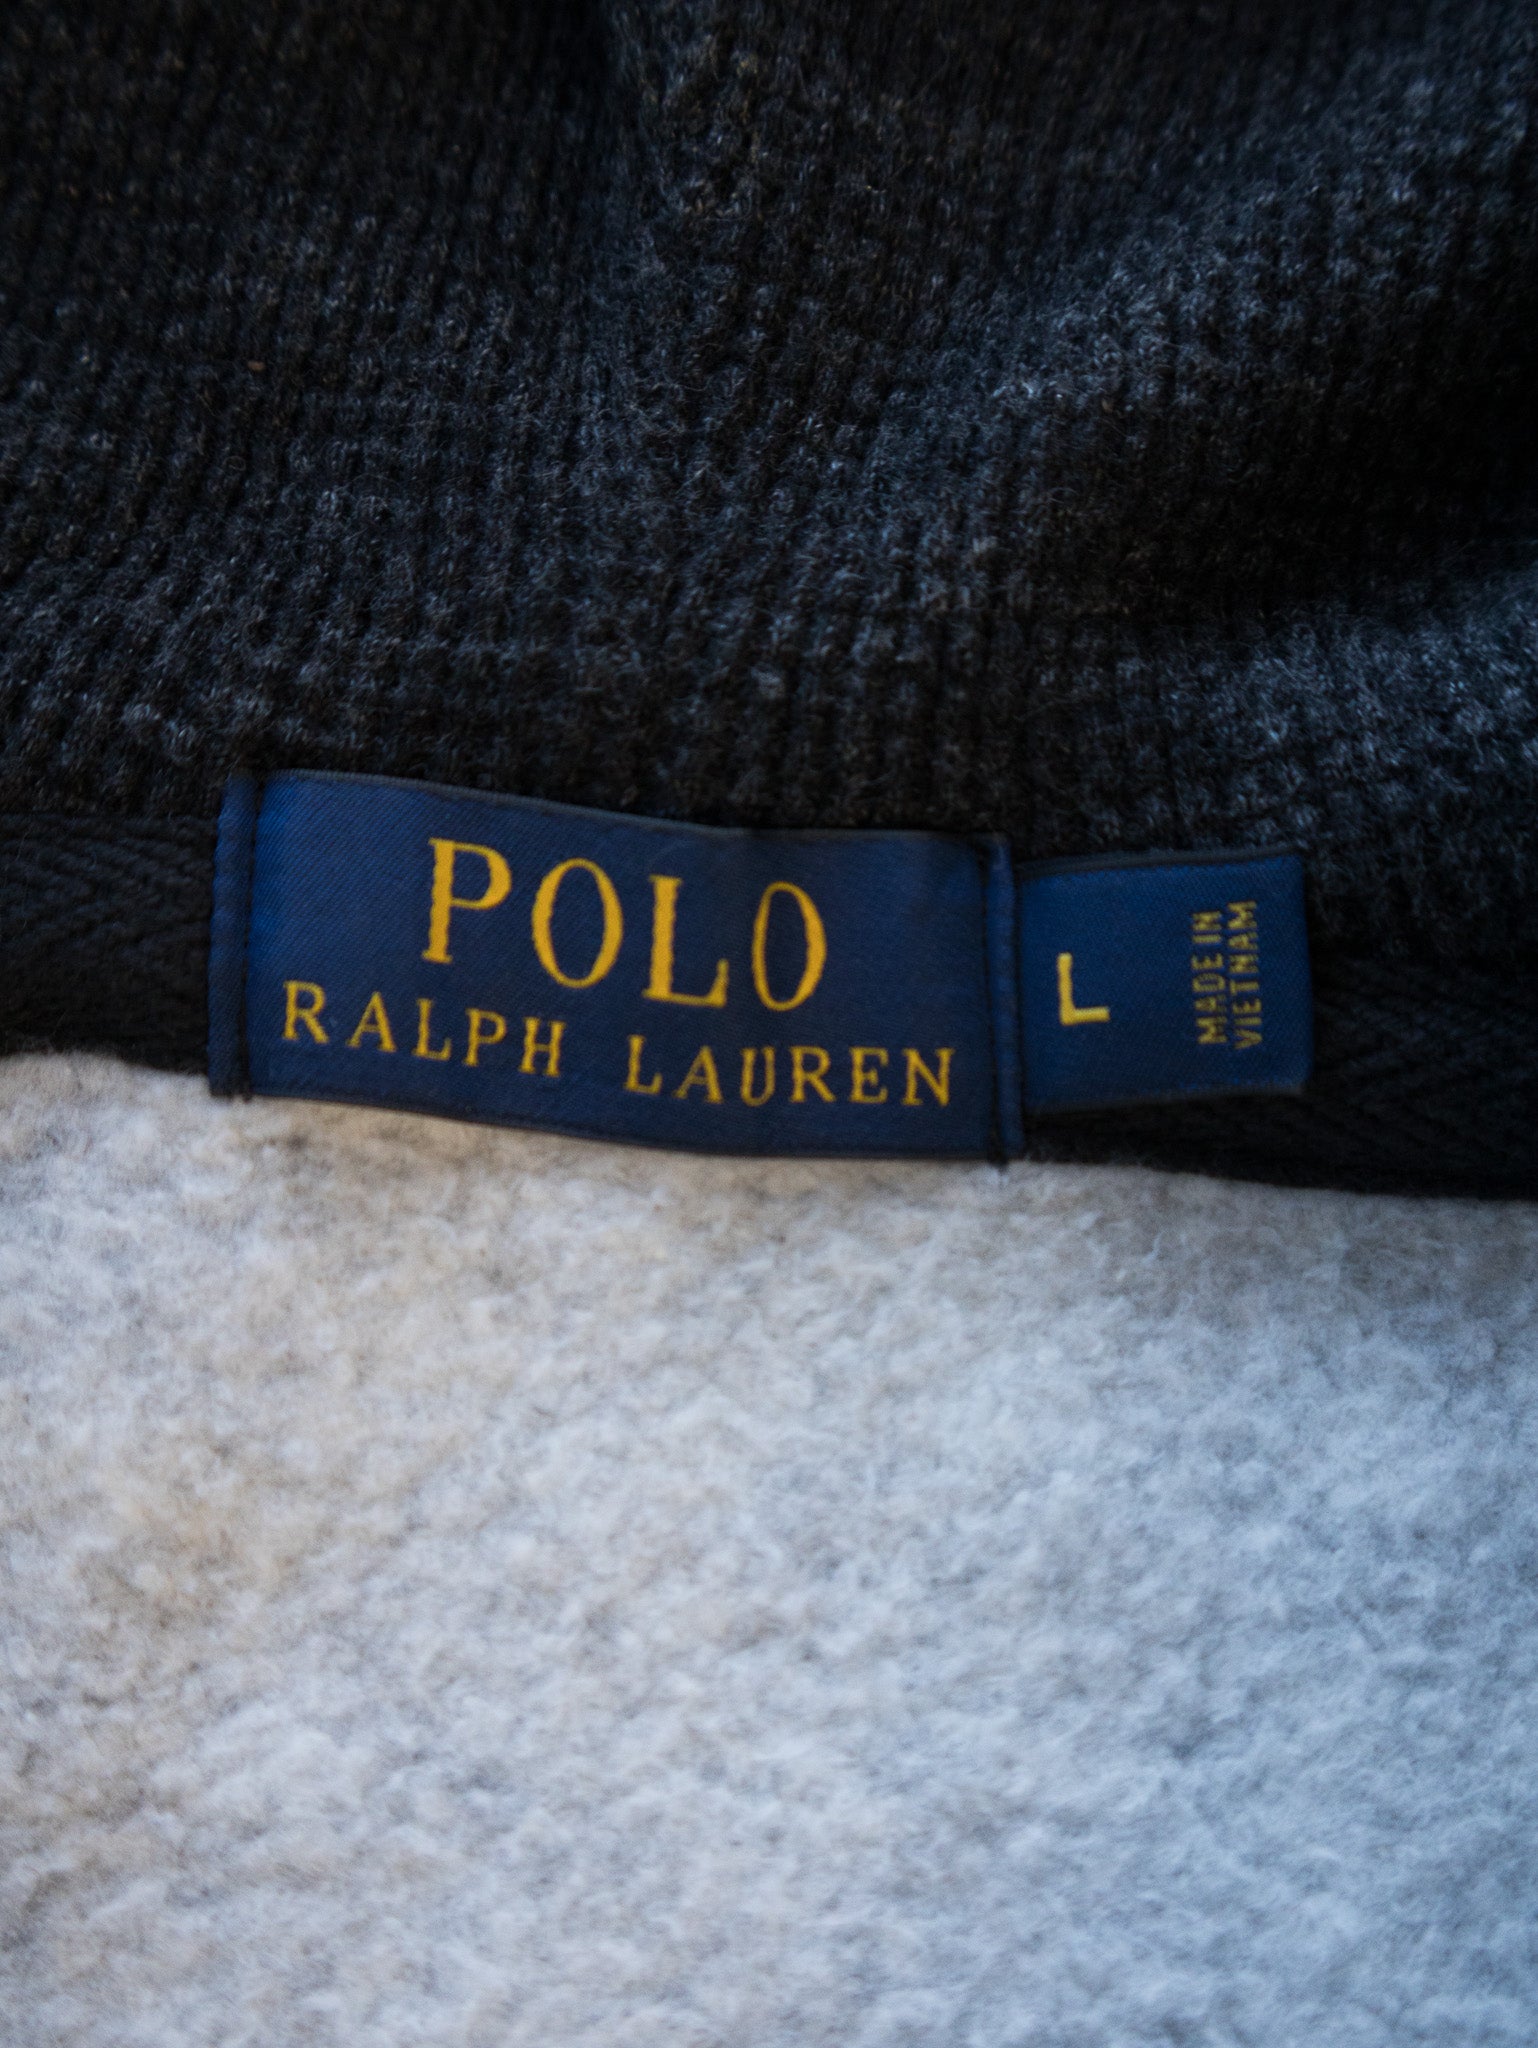 POLO
RALPH LAUREN
L
MADE IN
VIETNAM